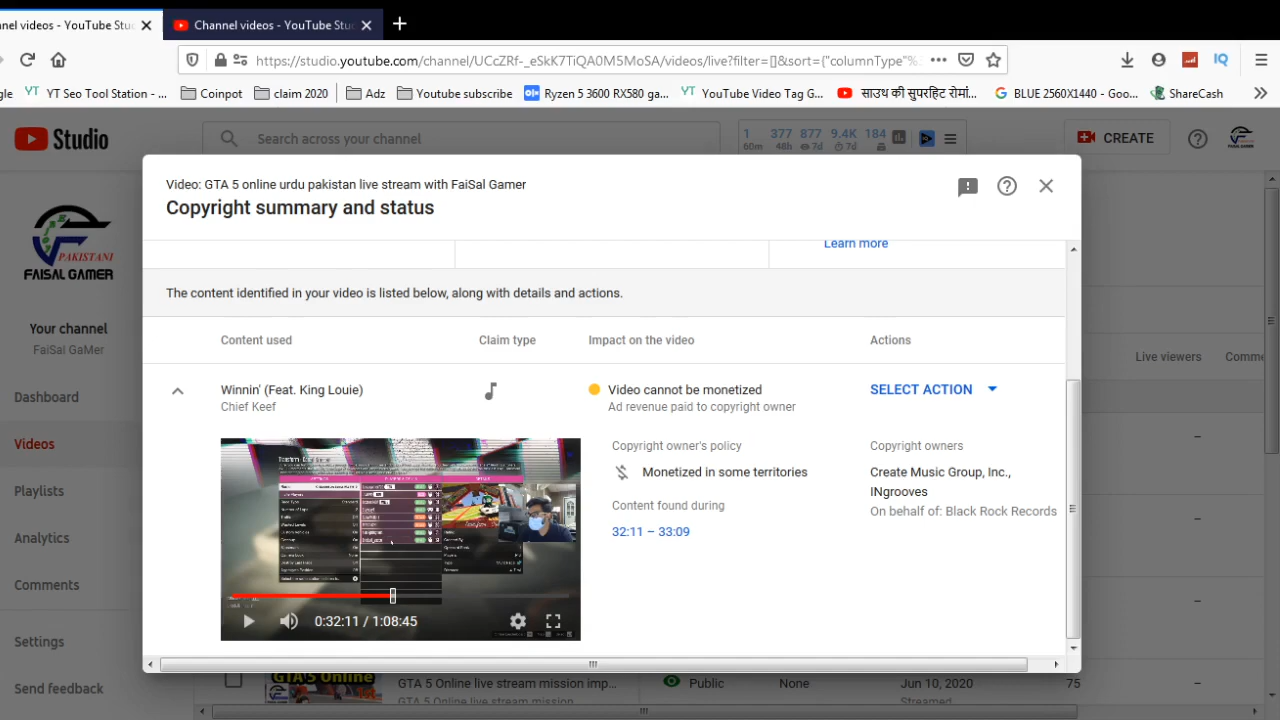 nnel videos - YouTube Stu
Channel videos - YouTube Stu
https://studio.youtube.com/channel/UCcZRf-_eSkK7TiQA0M5MoSA/videos/live?filter=[]&sort={"columnType"%
gle
YT Seo Tool Station - ...
Coinpot
claim 2020
Adz
Youtube subscribe
Ryzen 5 3600 RX580 ga...
YouTube Video Tag G...
साउथ की सुपरहिट रोमां...
BLUE 2560X1440 - Goo...
ShareCash
Studio
Search across your channel
1 377 877 9.4K 184
60m 48h 7d 7d
CREATE
Video: GTA 5 online urdu pakistan live stream with FaiSal Gamer
Copyright summary and status
Learn more
The content identified in your video is listed below, along with details and actions.
PAKISTANI
FAISAL GAMER
Your channel
FaiSal GaMer
Dashboard
Videos
Playlists
Analytics
Comments
Settings
Send feedback
Content used
Claim type
Impact on the video
Actions
Live viewers
Comme
Winnin' (Feat. King Louie)
Chief Keef
Video cannot be monetized
Ad revenue paid to copyright owner
SELECT ACTION
Copyright owner's policy
Monetized in some territories
Content found during
32:11 – 33:09
Copyright owners
Create Music Group, Inc.,
INgrooves
On behalf of: Black Rock Records
0:32:11 / 1:08:45
GTA 5 Online
GTA 5 Online live stream mission imp...
GTA 5 Online live stream mission
Public
None
Jun 10, 2020
Streamed
75